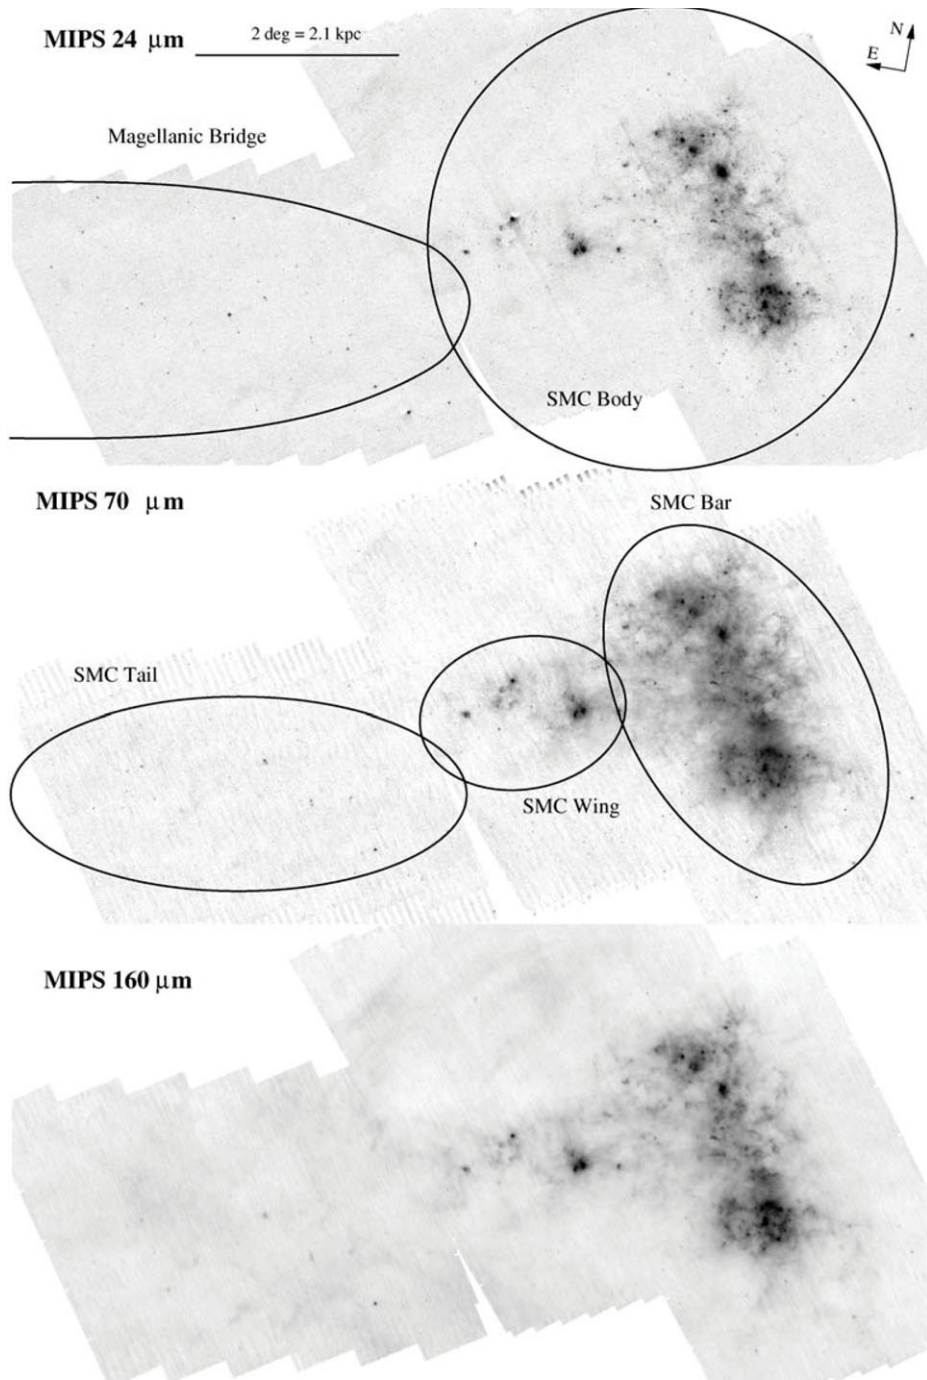 MIPS 24 μm
2 deg = 2.1 kpc
N
E
Magellanic Bridge
SMC Body
MIPS 70 μm
SMC Bar
SMC Tail
SMC Wing
MIPS 160 μm